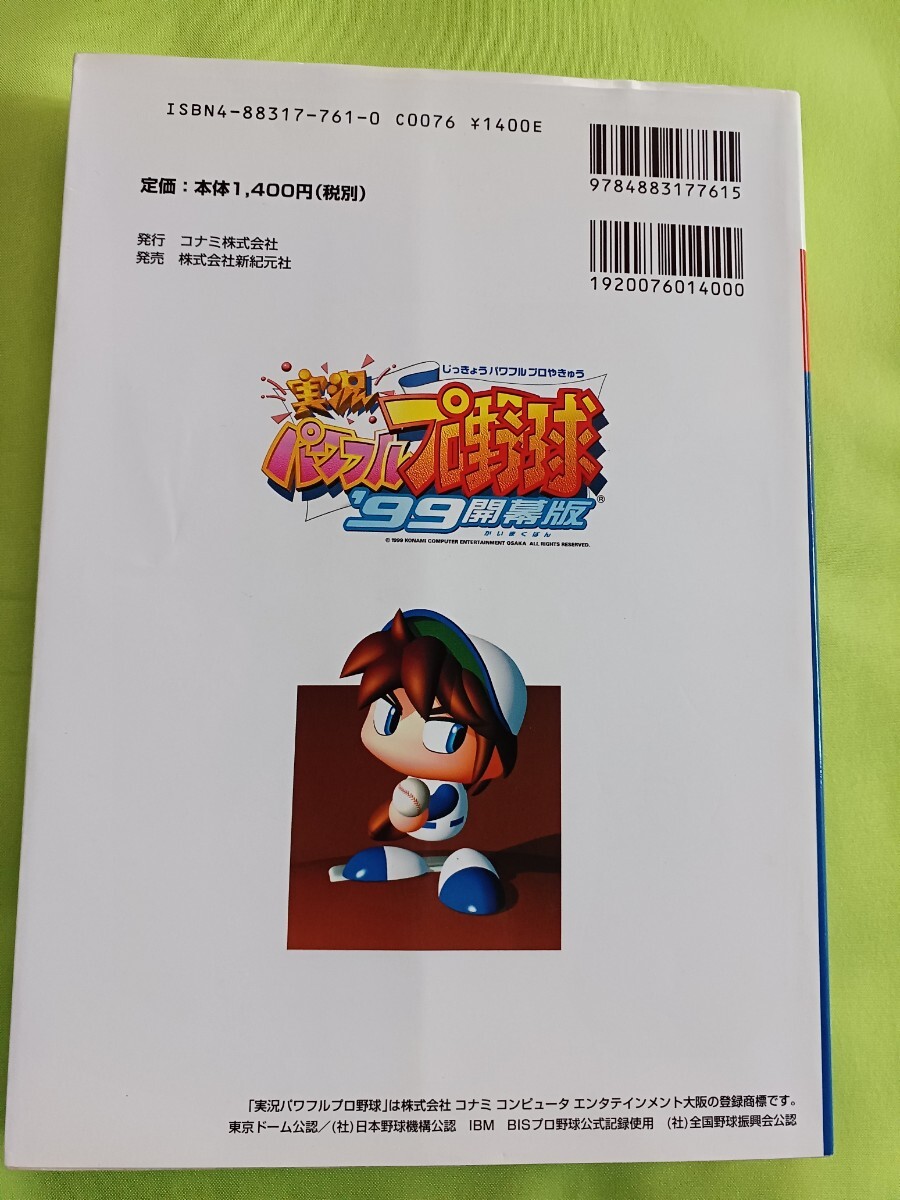 ISBN4-88317-761-0 C0076 ¥1400E
9784883177615
定価：本体1,400円(税別)
1920076014000
発行 コナミ株式会社
発売 株式会社新紀元社
じっきょうパワフルプロやきゅう
実況
パワフルプロ野球
'99開幕版®
かいまくばん
© 1999 KONAMI COMPUTER ENTERTAINMENT OSAKA ALL RIGHTS RESERVED.
「実況パワフルプロ野球」は株式会社 コナミ コンピュータ エンタテインメント大阪の登録商標です。
東京ドーム公認／(社)日本野球機構公認 IBM BISプロ野球公式記録使用 (社)全国野球振興会公認